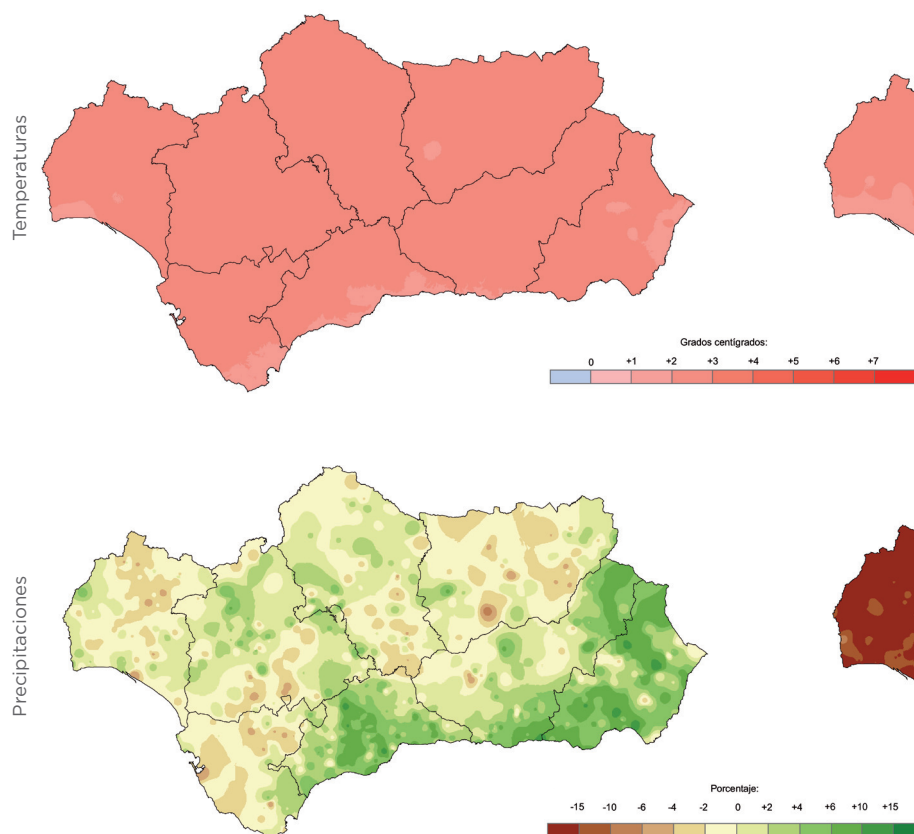 Temperaturas
Grados centígrados:
0 +1 +2 +3 +4 +5 +6 +7
Precipitaciones
Porcentaje:
-15 -10 -6 -4 -2 0 +2 +4 +6 +10 +15